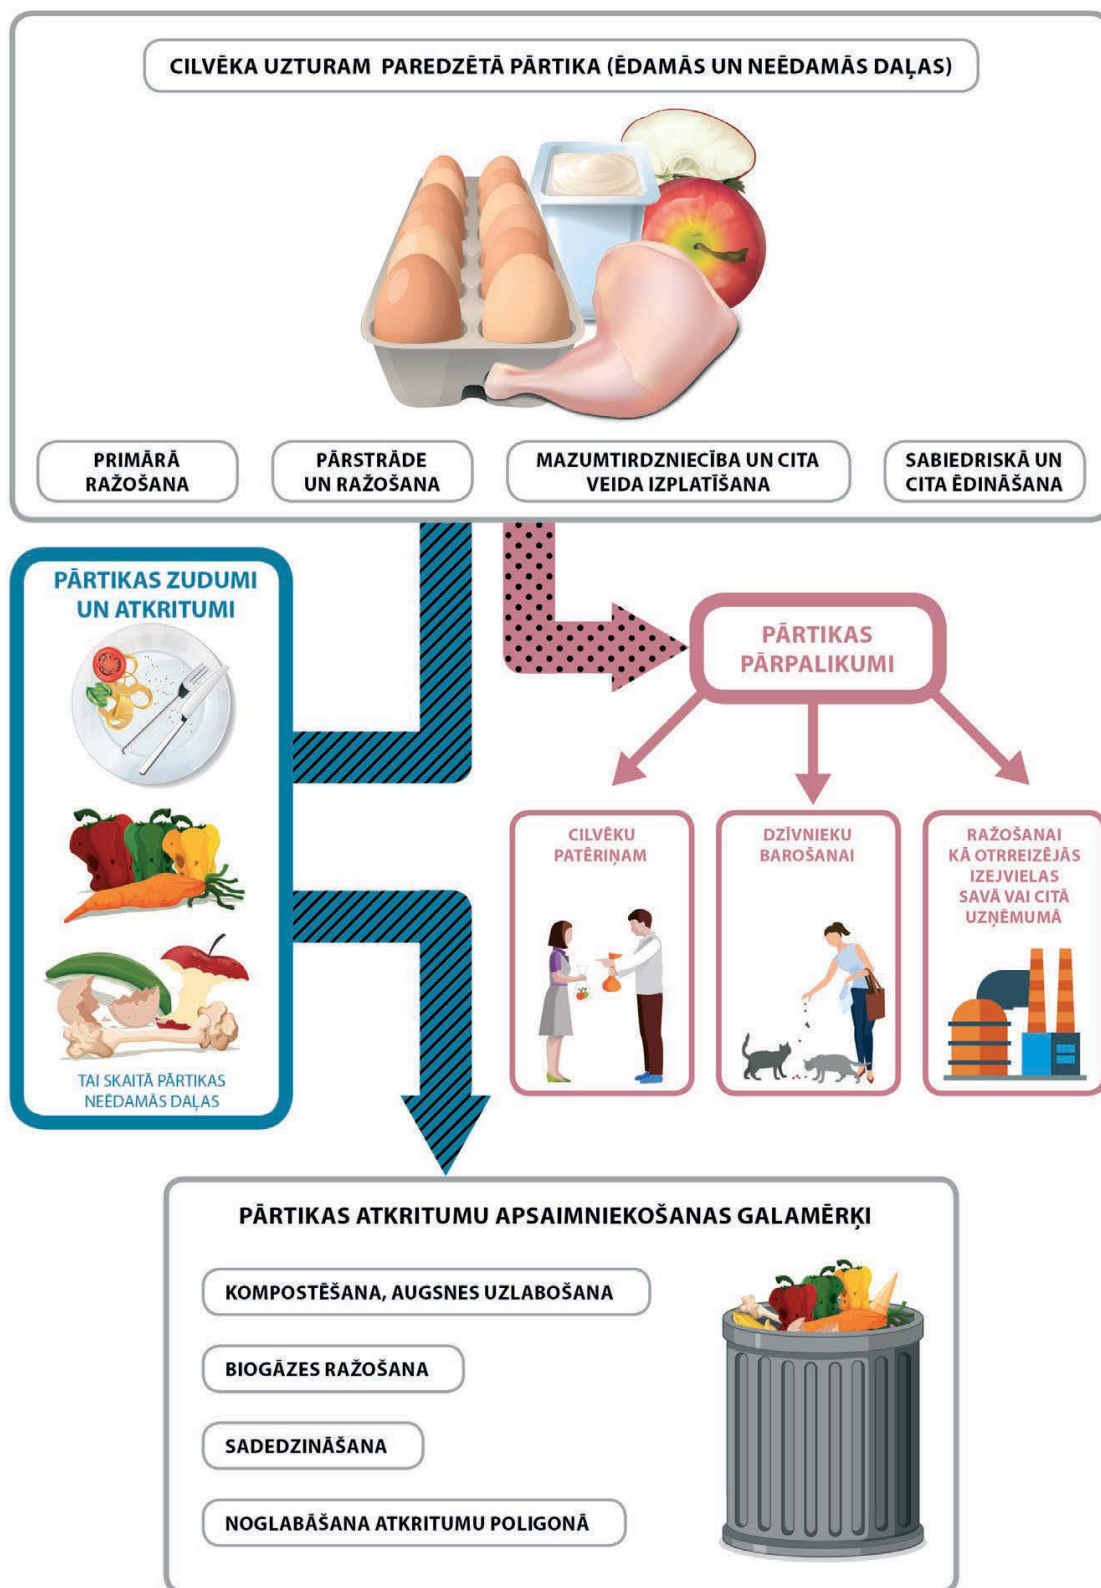 CILVĒKA UZTURAM PAREDZĒTĀ PĀRTIKA (ĒDAMĀS UN NEĒDAMĀS DAĻAS)
PRIMĀRĀ
RAŽOŠANA
PĀRSTRĀDE
UN RAŽOŠANA
MAZUMTIRDZNIECĪBA UN CITA
VEIDA IZPLATĪŠANA
SABIEDRISKĀ UN
CITA ĒDINĀŠANA
PĀRTIKAS ZUDUMI
UN ATKRITUMI
TAI SKAITĀ PĀRTIKAS
NEĒDAMĀS DAĻAS
PĀRTIKAS
PĀRPALIKUMI
CILVĒKU
PATĒRIŅAM
DZĪVNIEKU
BAROŠANAI
RAŽOŠANAI
KĀ OTRREIZĒJĀS
IZEJVIELAS
SAVĀ VAI CITĀ
UZŅĒMUMĀ
PĀRTIKAS ATKRITUMU APSAIMNIEKOŠANAS GALAMĒRĶI
KOMPOSTĒŠANA, AUGSNES UZLABOŠANA
BIOGĀZES RAŽOŠANA
SADEDZINĀŠANA
NOGLABĀŠANA ATKRITUMU POLIGONĀ